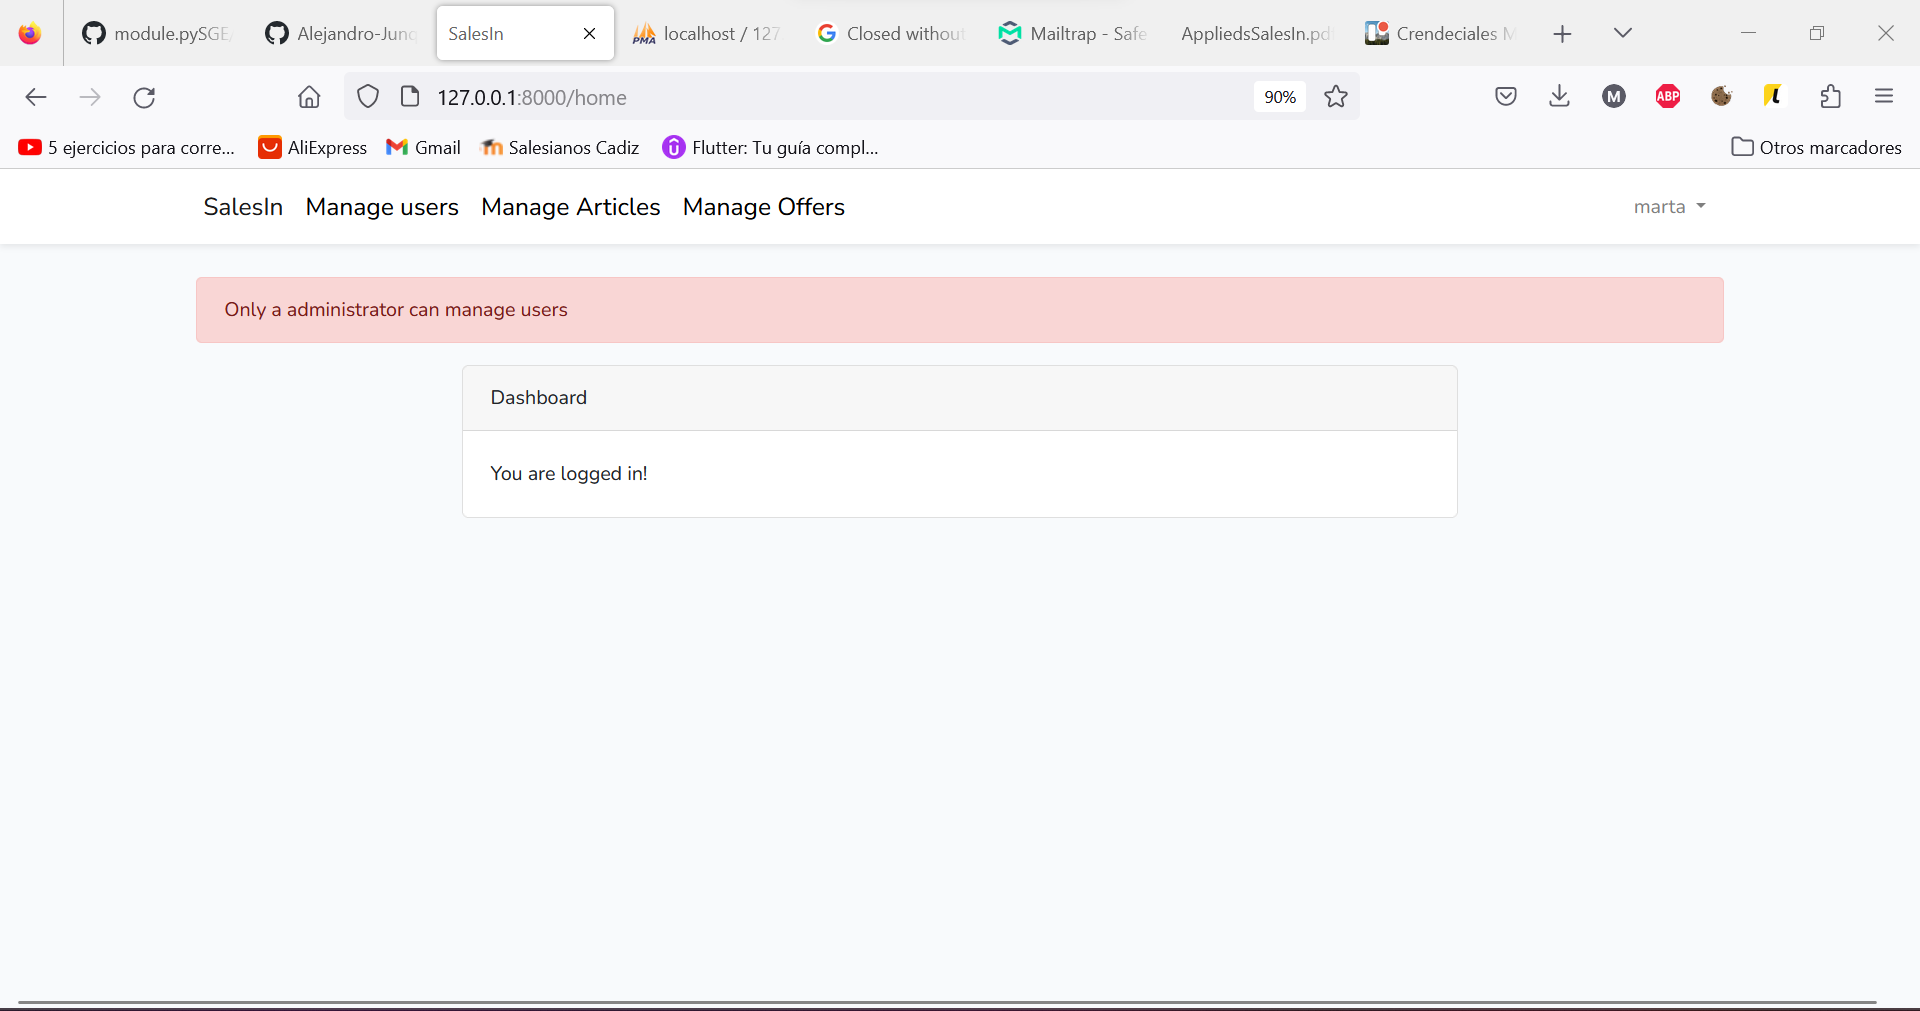 module.pySGE
Alejandro-Junq
SalesIn
localhost / 127
Closed without
Mailtrap - Safe
AppliedsSalesIn.pd
Crendeciales M
127.0.0.1:8000/home
90%
M
ABP
5 ejercicios para corre...
AliExpress
Gmail
Salesianos Cadiz
Flutter: Tu guía compl...
Otros marcadores
SalesIn
Manage users
Manage Articles
Manage Offers
marta
Only a administrator can manage users
Dashboard
You are logged in!